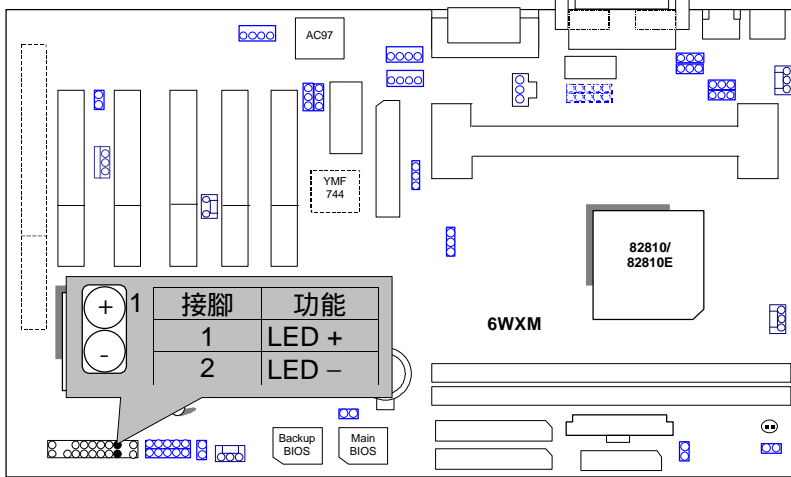 AC97
YMF
744
82810/
82810E
6WXM
+ 1
-
接腳 功能
1 LED +
2 LED –
Backup
BIOS
Main
BIOS